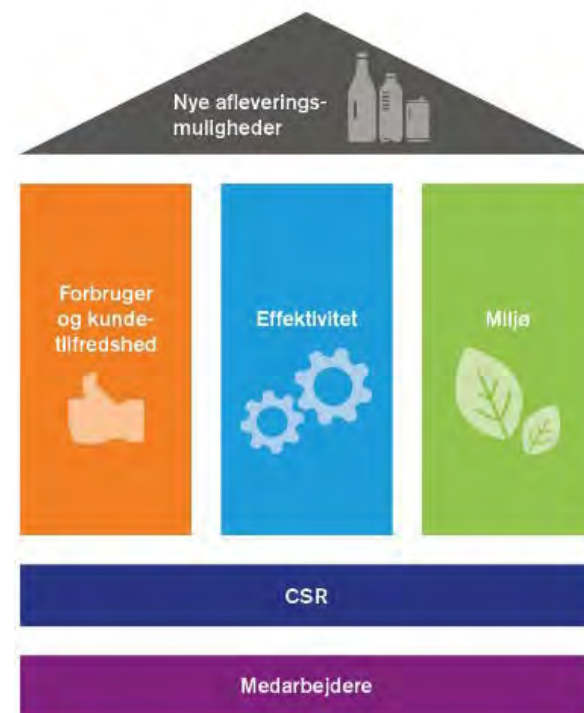 Nye afleverings-
muligheder
Forbruger
og kunde-
tilfredshed
Effektivitet
Miljø
CSR
Medarbejdere